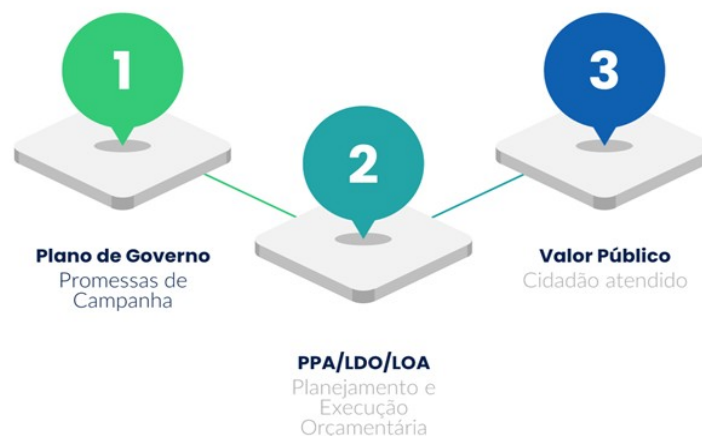 1
Plano de Governo
Promessas de
Campanha
2
PPA/LDO/LOA
Planejamento e
Execução
Orçamentária
3
Valor Público
Cidadão atendido